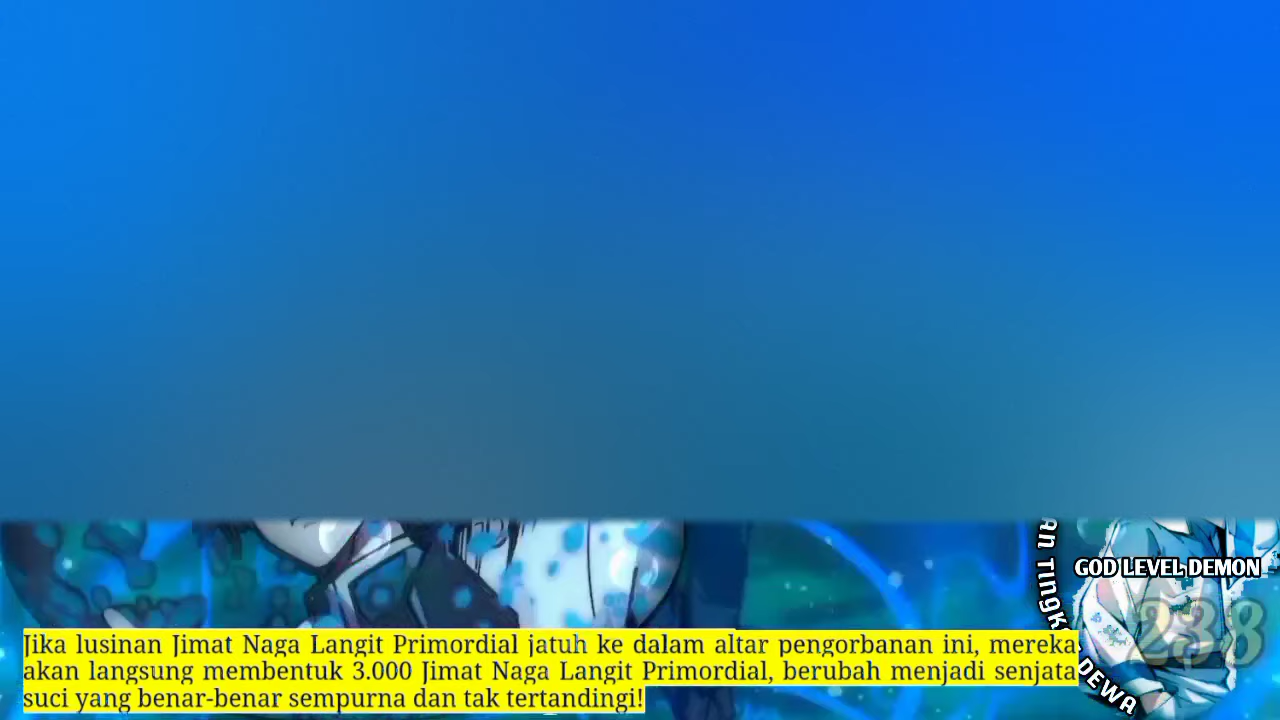 AN TINGK
DEWA
GOD LEVEL DEMON
238
Jika lusinan Jimat Naga Langit Primordial jatuh ke dalam altar pengorbanan ini, mereka
akan langsung membentuk 3.000 Jimat Naga Langit Primordial, berubah menjadi senjata
suci yang benar-benar sempurna dan tak tertandingi!